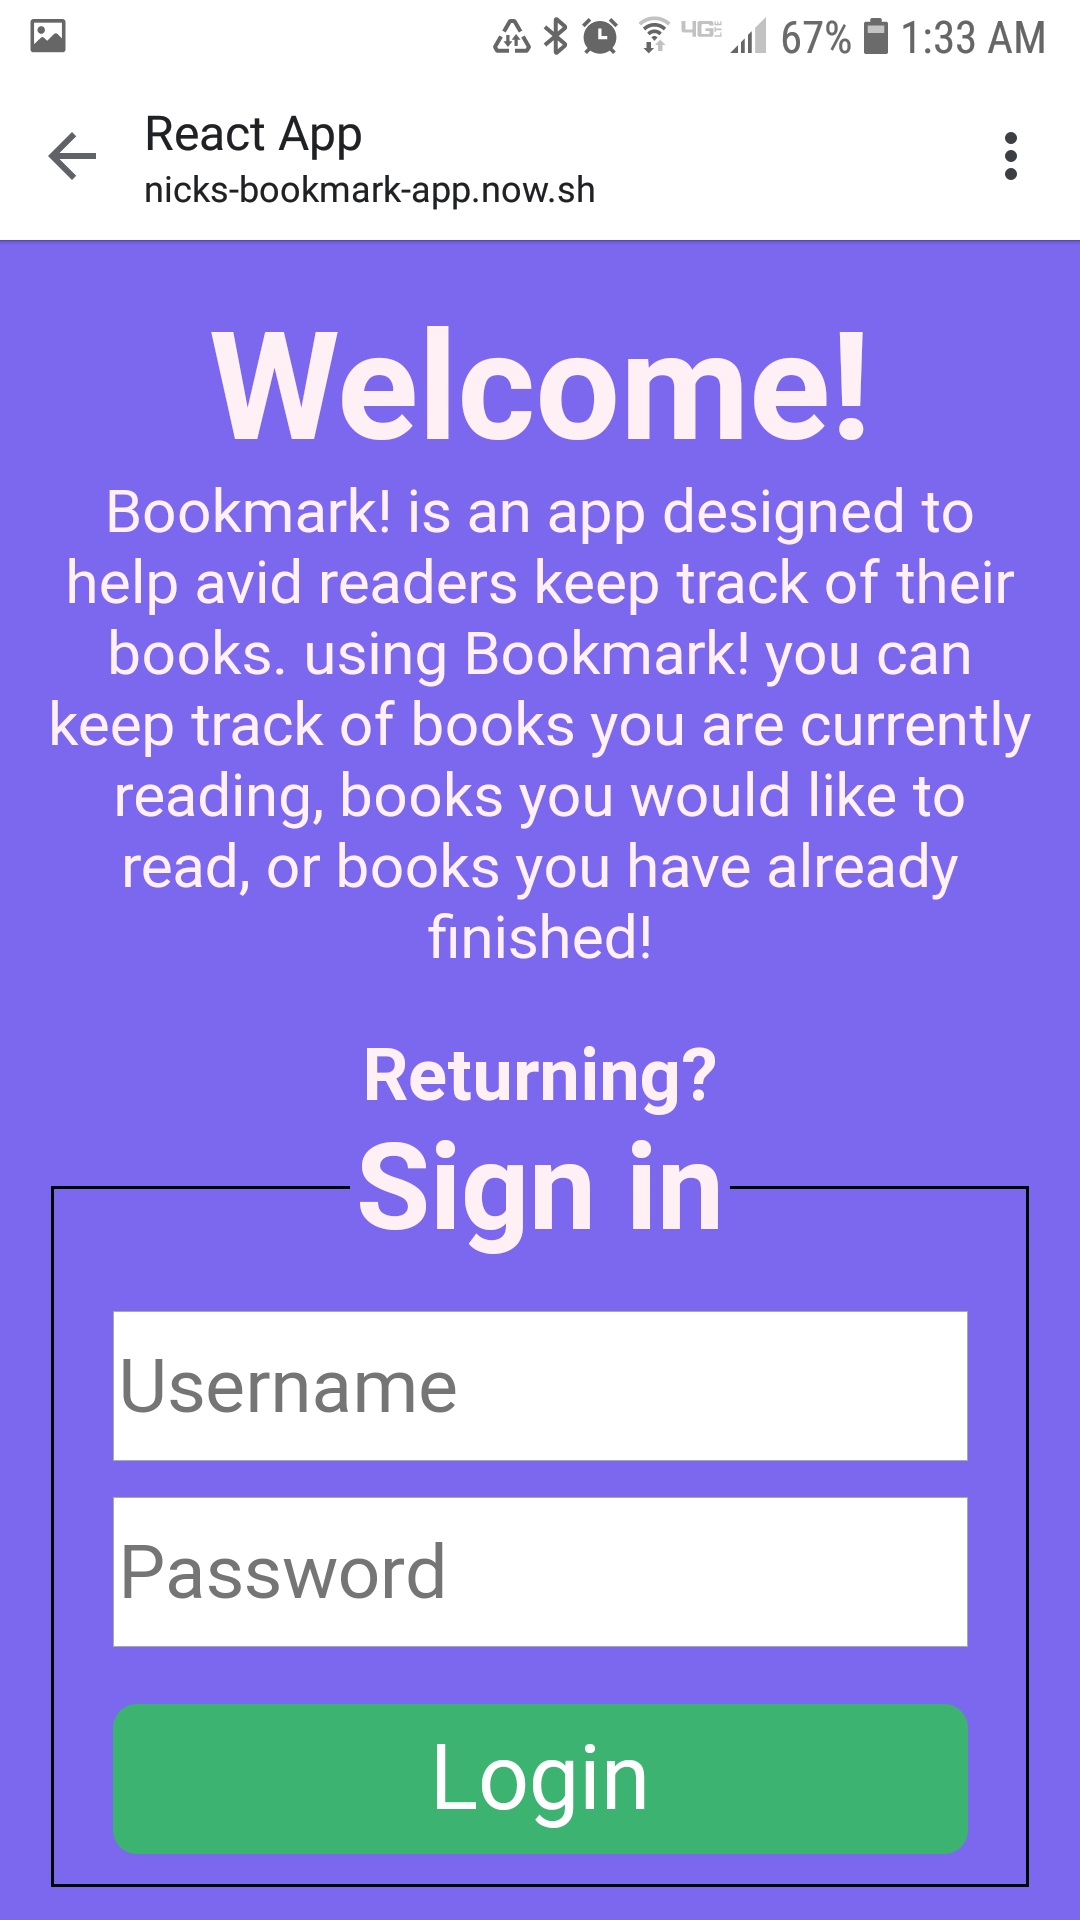 4G LTE 67% 1:33 AM
React App
nicks-bookmark-app.now.sh
Welcome!
Bookmark! is an app designed to
help avid readers keep track of their
books. using Bookmark! you can
keep track of books you are currently
reading, books you would like to
read, or books you have already
finished!
Returning?
Sign in
Username
Password
Login